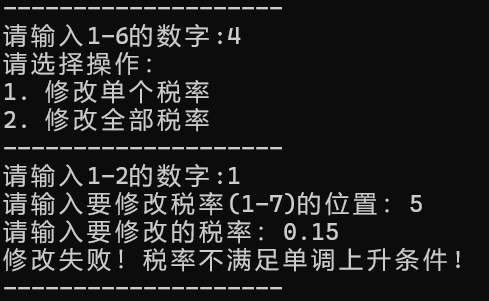 --------------------
请输入1-6的数字:4
请选择操作:
1. 修改单个税率
2. 修改全部税率
--------------------
请输入1-2的数字:1
请输入要修改税率(1-7)的位置: 5
请输入要修改的税率: 0.15
修改失败! 税率不满足单调上升条件!
--------------------